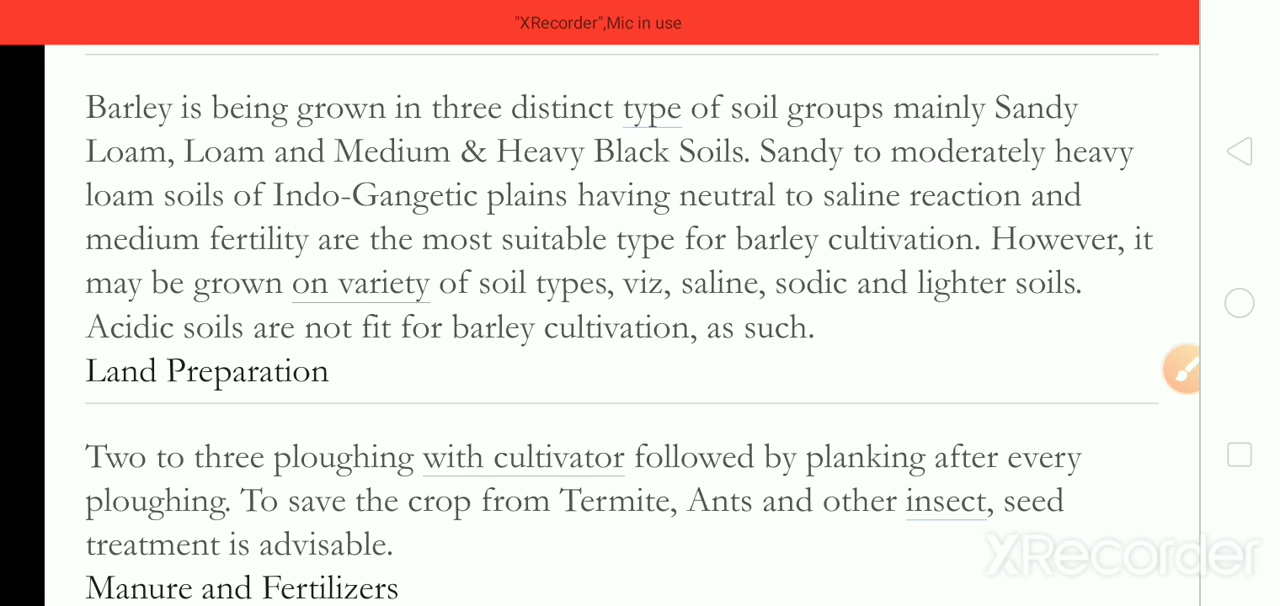 "XRecorder",Mic in use
Barley is being grown in three distinct type of soil groups mainly Sandy
Loam, Loam and Medium & Heavy Black Soils. Sandy to moderately heavy
loam soils of Indo-Gangetic plains having neutral to saline reaction and
medium fertility are the most suitable type for barley cultivation. However, it
may be grown on variety of soil types, viz, saline, sodic and lighter soils.
Acidic soils are not fit for barley cultivation, as such.
Land Preparation
Two to three ploughing with cultivator followed by planking after every
ploughing. To save the crop from Termite, Ants and other insect, seed
treatment is advisable.
XRecorder
Manure and Fertilizers